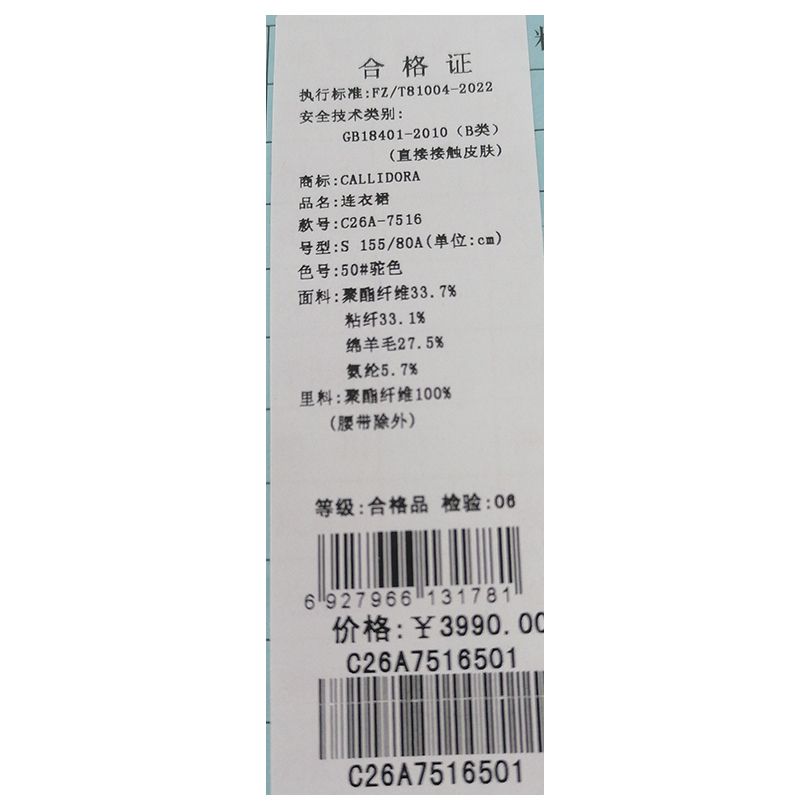 合格证
执行标准:FZ/T81004-2022
安全技术类别:
GB18401-2010（B类）
(直接接触皮肤)
商标:CALLIDORA
品名:连衣裙
款号:C26A-7516
号型:S 155/80A(单位:cm)
色号:50#驼色
面料:聚酯纤维33.7%
粘纤33.1%
绵羊毛27.5%
氨纶5.7%
里料:聚酯纤维100%
(腰带除外)
等级:合格品 检验:06
6 927966 131781
价格:￥3990.00
C26A7516501
C26A7516501